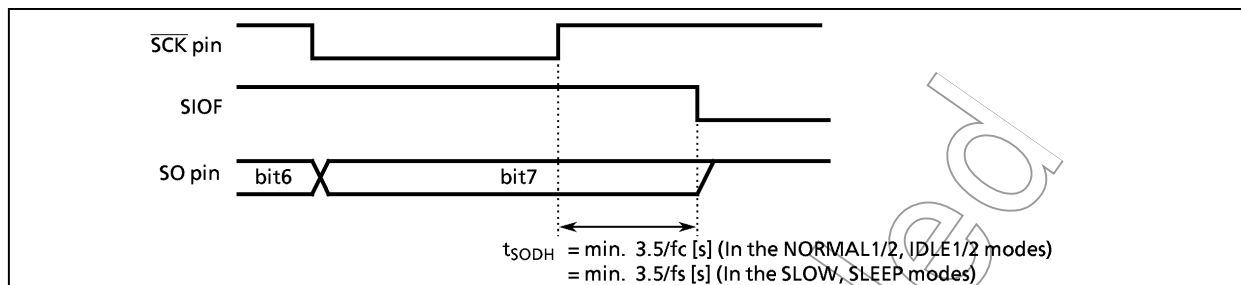 SCK pin
SIOF
SO pin bit6 bit7
tSODH = min. 3.5/fc [s] (In the NORMAL1/2, IDLE1/2 modes)
= min. 3.5/fs [s] (In the SLOW, SLEEP modes)